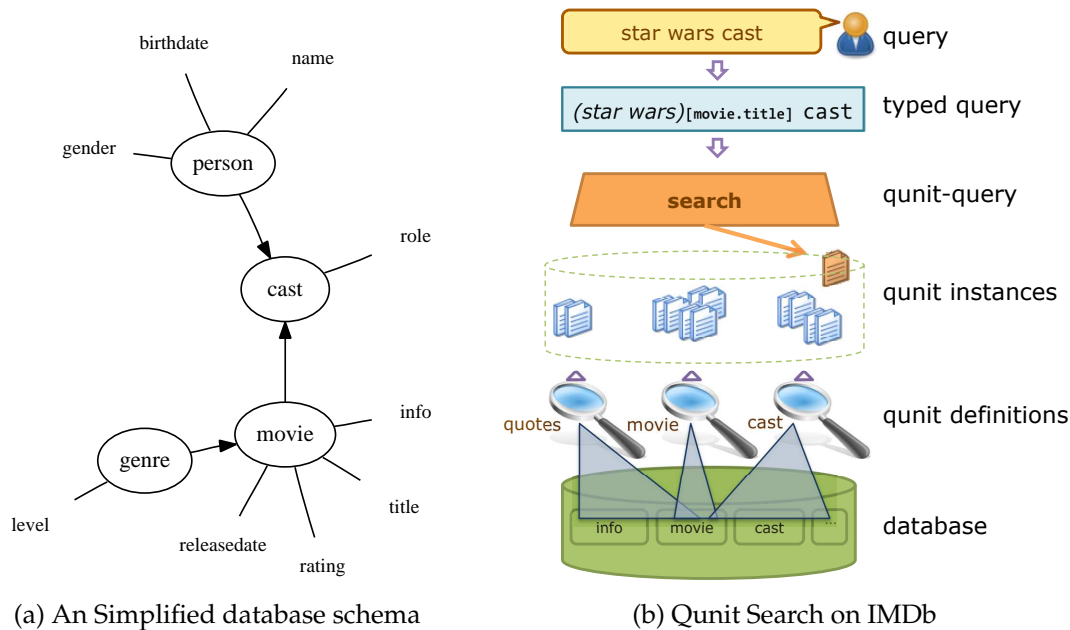 birthdate
name
gender
person
role
cast
info
movie
genre
title
level
releasedate
rating
(a) An Simplified database schema
star wars cast
query
(star wars)[movie.title] cast
typed query
search
qunit-query
qunit instances
quotes
movie
cast
qunit definitions
info
movie
cast
...
database
(b) Qunit Search on IMDb